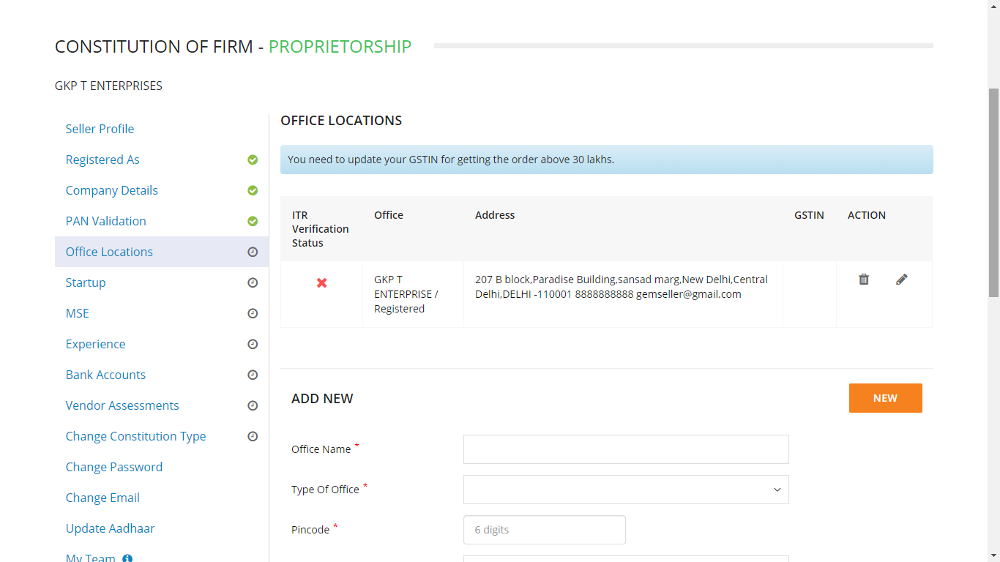 CONSTITUTION OF FIRM - PROPRIETORSHIP
GKP T ENTERPRISES
Seller Profile
Registered As
Company Details
PAN Validation
Office Locations
Startup
MSE
Experience
Bank Accounts
Vendor Assessments
Change Constitution Type
Change Password
Change Email
Update Aadhaar
My Team
OFFICE LOCATIONS
You need to update your GSTIN for getting the order above 30 lakhs.
ITR
Verification
Status
Office
Address
GSTIN
ACTION
GKP T
ENTERPRISE /
Registered
207 B block,Paradise Building,sansad marg,New Delhi,Central
Delhi,DELHI -110001 8888888888 gemseller@gmail.com
ADD NEW
NEW
Office Name *
Type Of Office *
Pincode *
6 digits